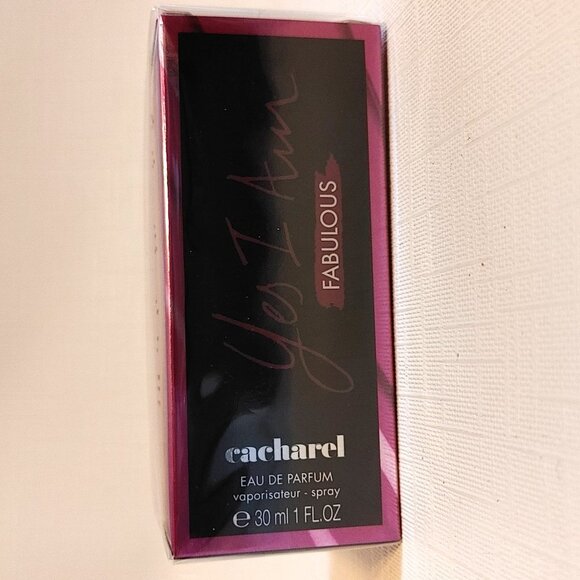 Yes I Am
FABULOUS
cacharel
EAU DE PARFUM
vaporisateur - spray
℮ 30 ml 1 FL.OZ